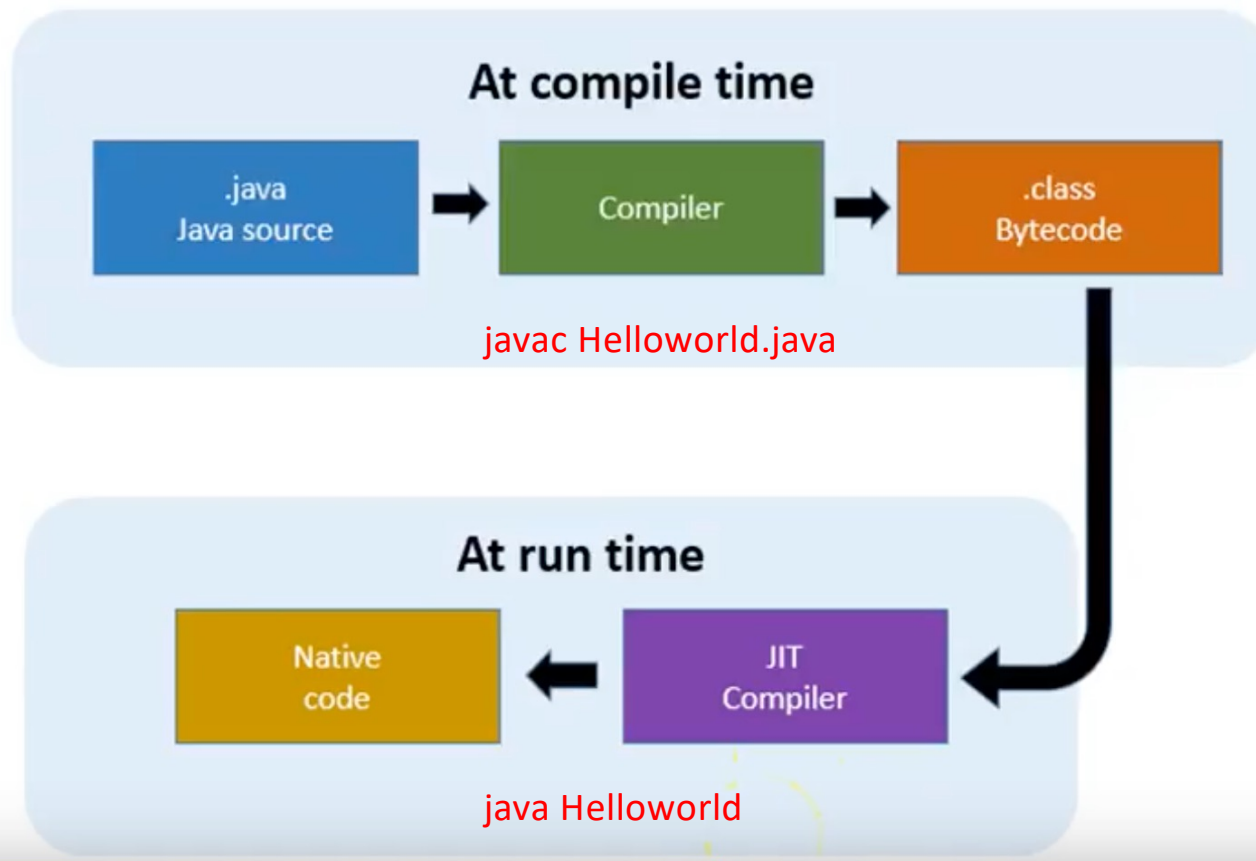 At compile time
.java
Java source
Compiler
.class
Bytecode
javac Helloworld.java
At run time
Native
code
JIT
Compiler
java Helloworld